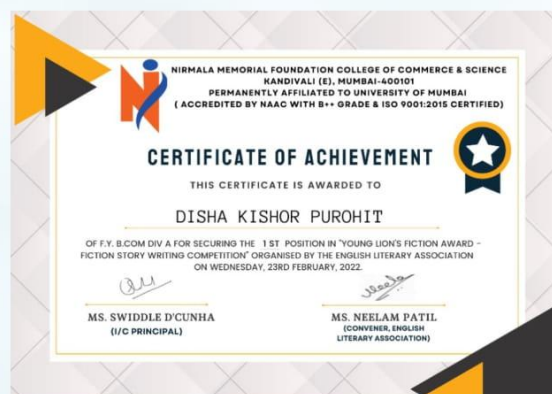 NIRMALA MEMORIAL FOUNDATION COLLEGE OF COMMERCE & SCIENCE
KANDIVALI (E), MUMBAI-400101
PERMANENTLY AFFILIATED TO UNIVERSITY OF MUMBAI
( ACCREDITED BY NAAC WITH B++ GRADE & ISO 9001:2015 CERTIFIED)
CERTIFICATE OF ACHIEVEMENT
THIS CERTIFICATE IS AWARDED TO
DISHA KISHOR PUROHIT
OF F.Y. B.COM DIV A FOR SECURING THE 1 ST POSITION IN "YOUNG LION'S FICTION AWARD –
FICTION STORY WRITING COMPETITION" ORGANISED BY THE ENGLISH LITERARY ASSOCIATION
ON WEDNESDAY, 23RD FEBRUARY, 2022.
MS. SWIDDLE D'CUNHA
(I/C PRINCIPAL)
MS. NEELAM PATIL
(CONVENER, ENGLISH
LITERARY ASSOCIATION)